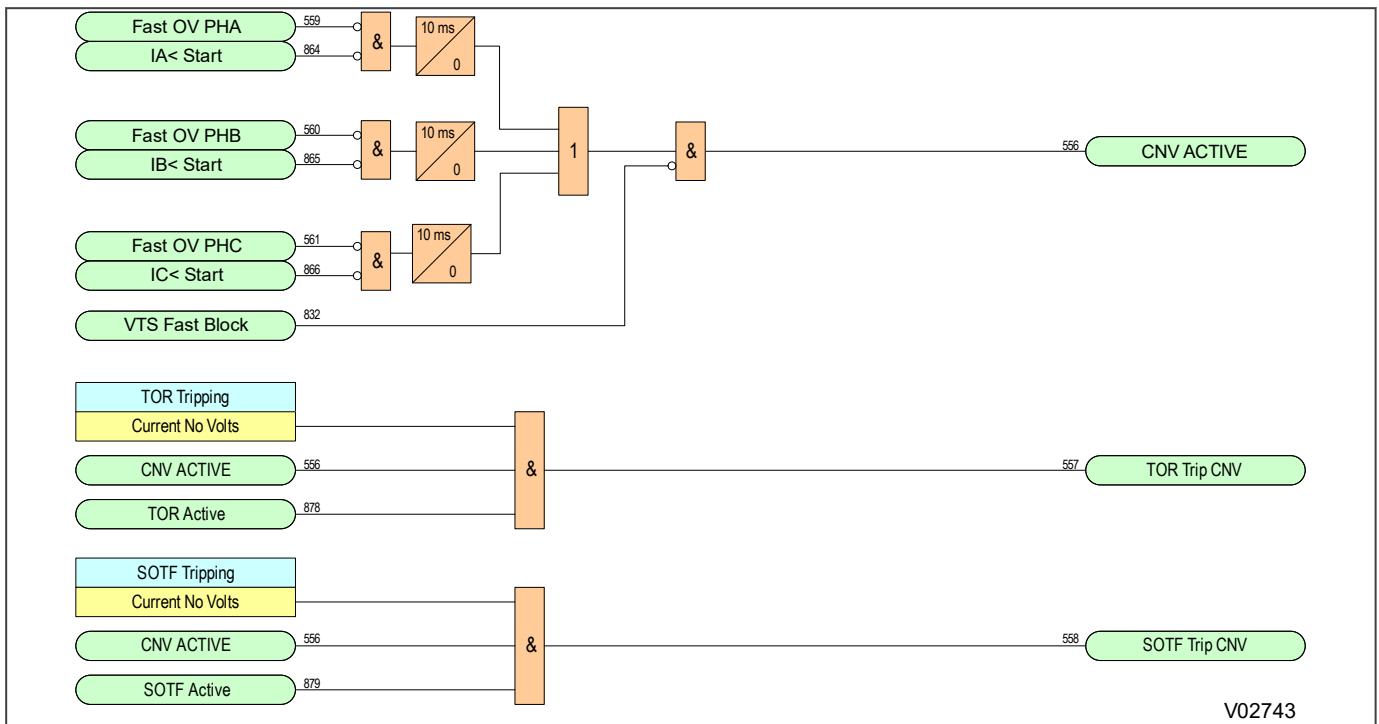 Fast OV PHA 559
IA< Start 864
&
10 ms
0
Fast OV PHB 560
IB< Start 865
&
10 ms
0
1
&
556 CNV ACTIVE
Fast OV PHC 561
IC< Start 866
&
10 ms
0
VTS Fast Block 832
TOR Tripping
Current No Volts
CNV ACTIVE 556
&
557 TOR Trip CNV
TOR Active 878
SOTF Tripping
Current No Volts
CNV ACTIVE 556
&
558 SOTF Trip CNV
SOTF Active 879
V02743